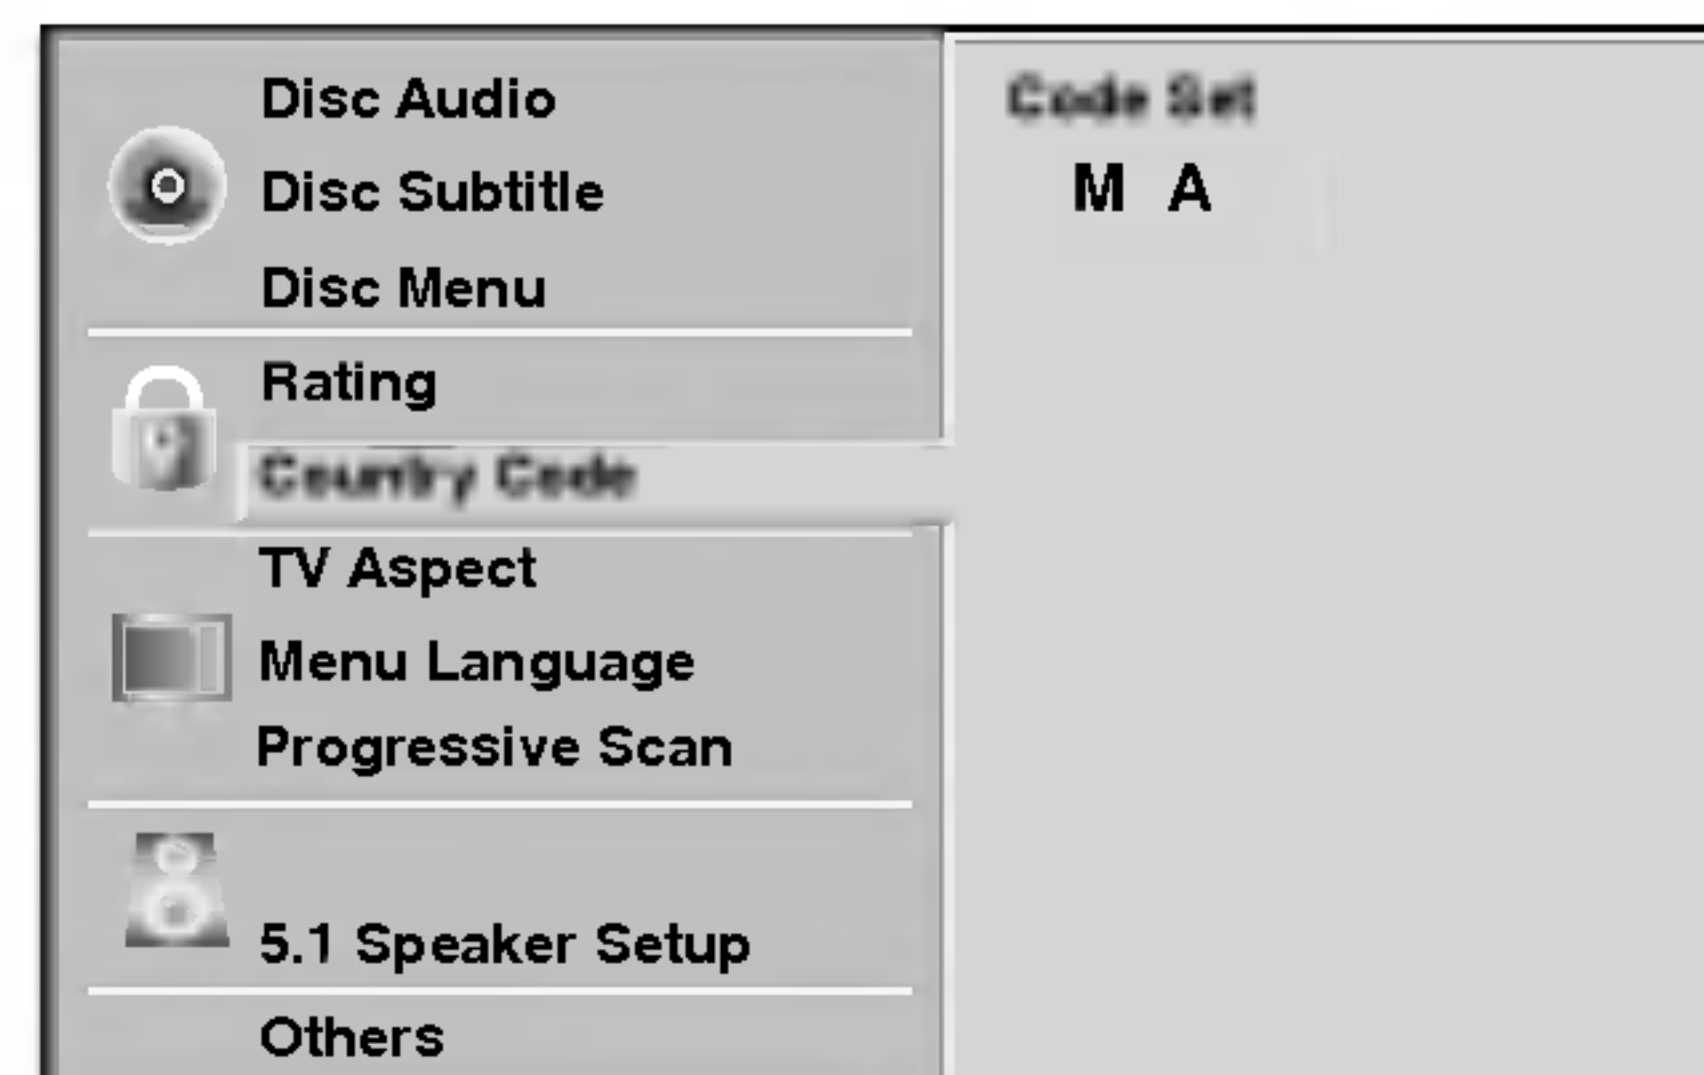 Disc Audio
Disc Subtitle
Disc Menu
Rating
Country Code
TV Aspect
Menu Language
Progressive Scan
5.1 Speaker Setup
Others
Code Set
M A